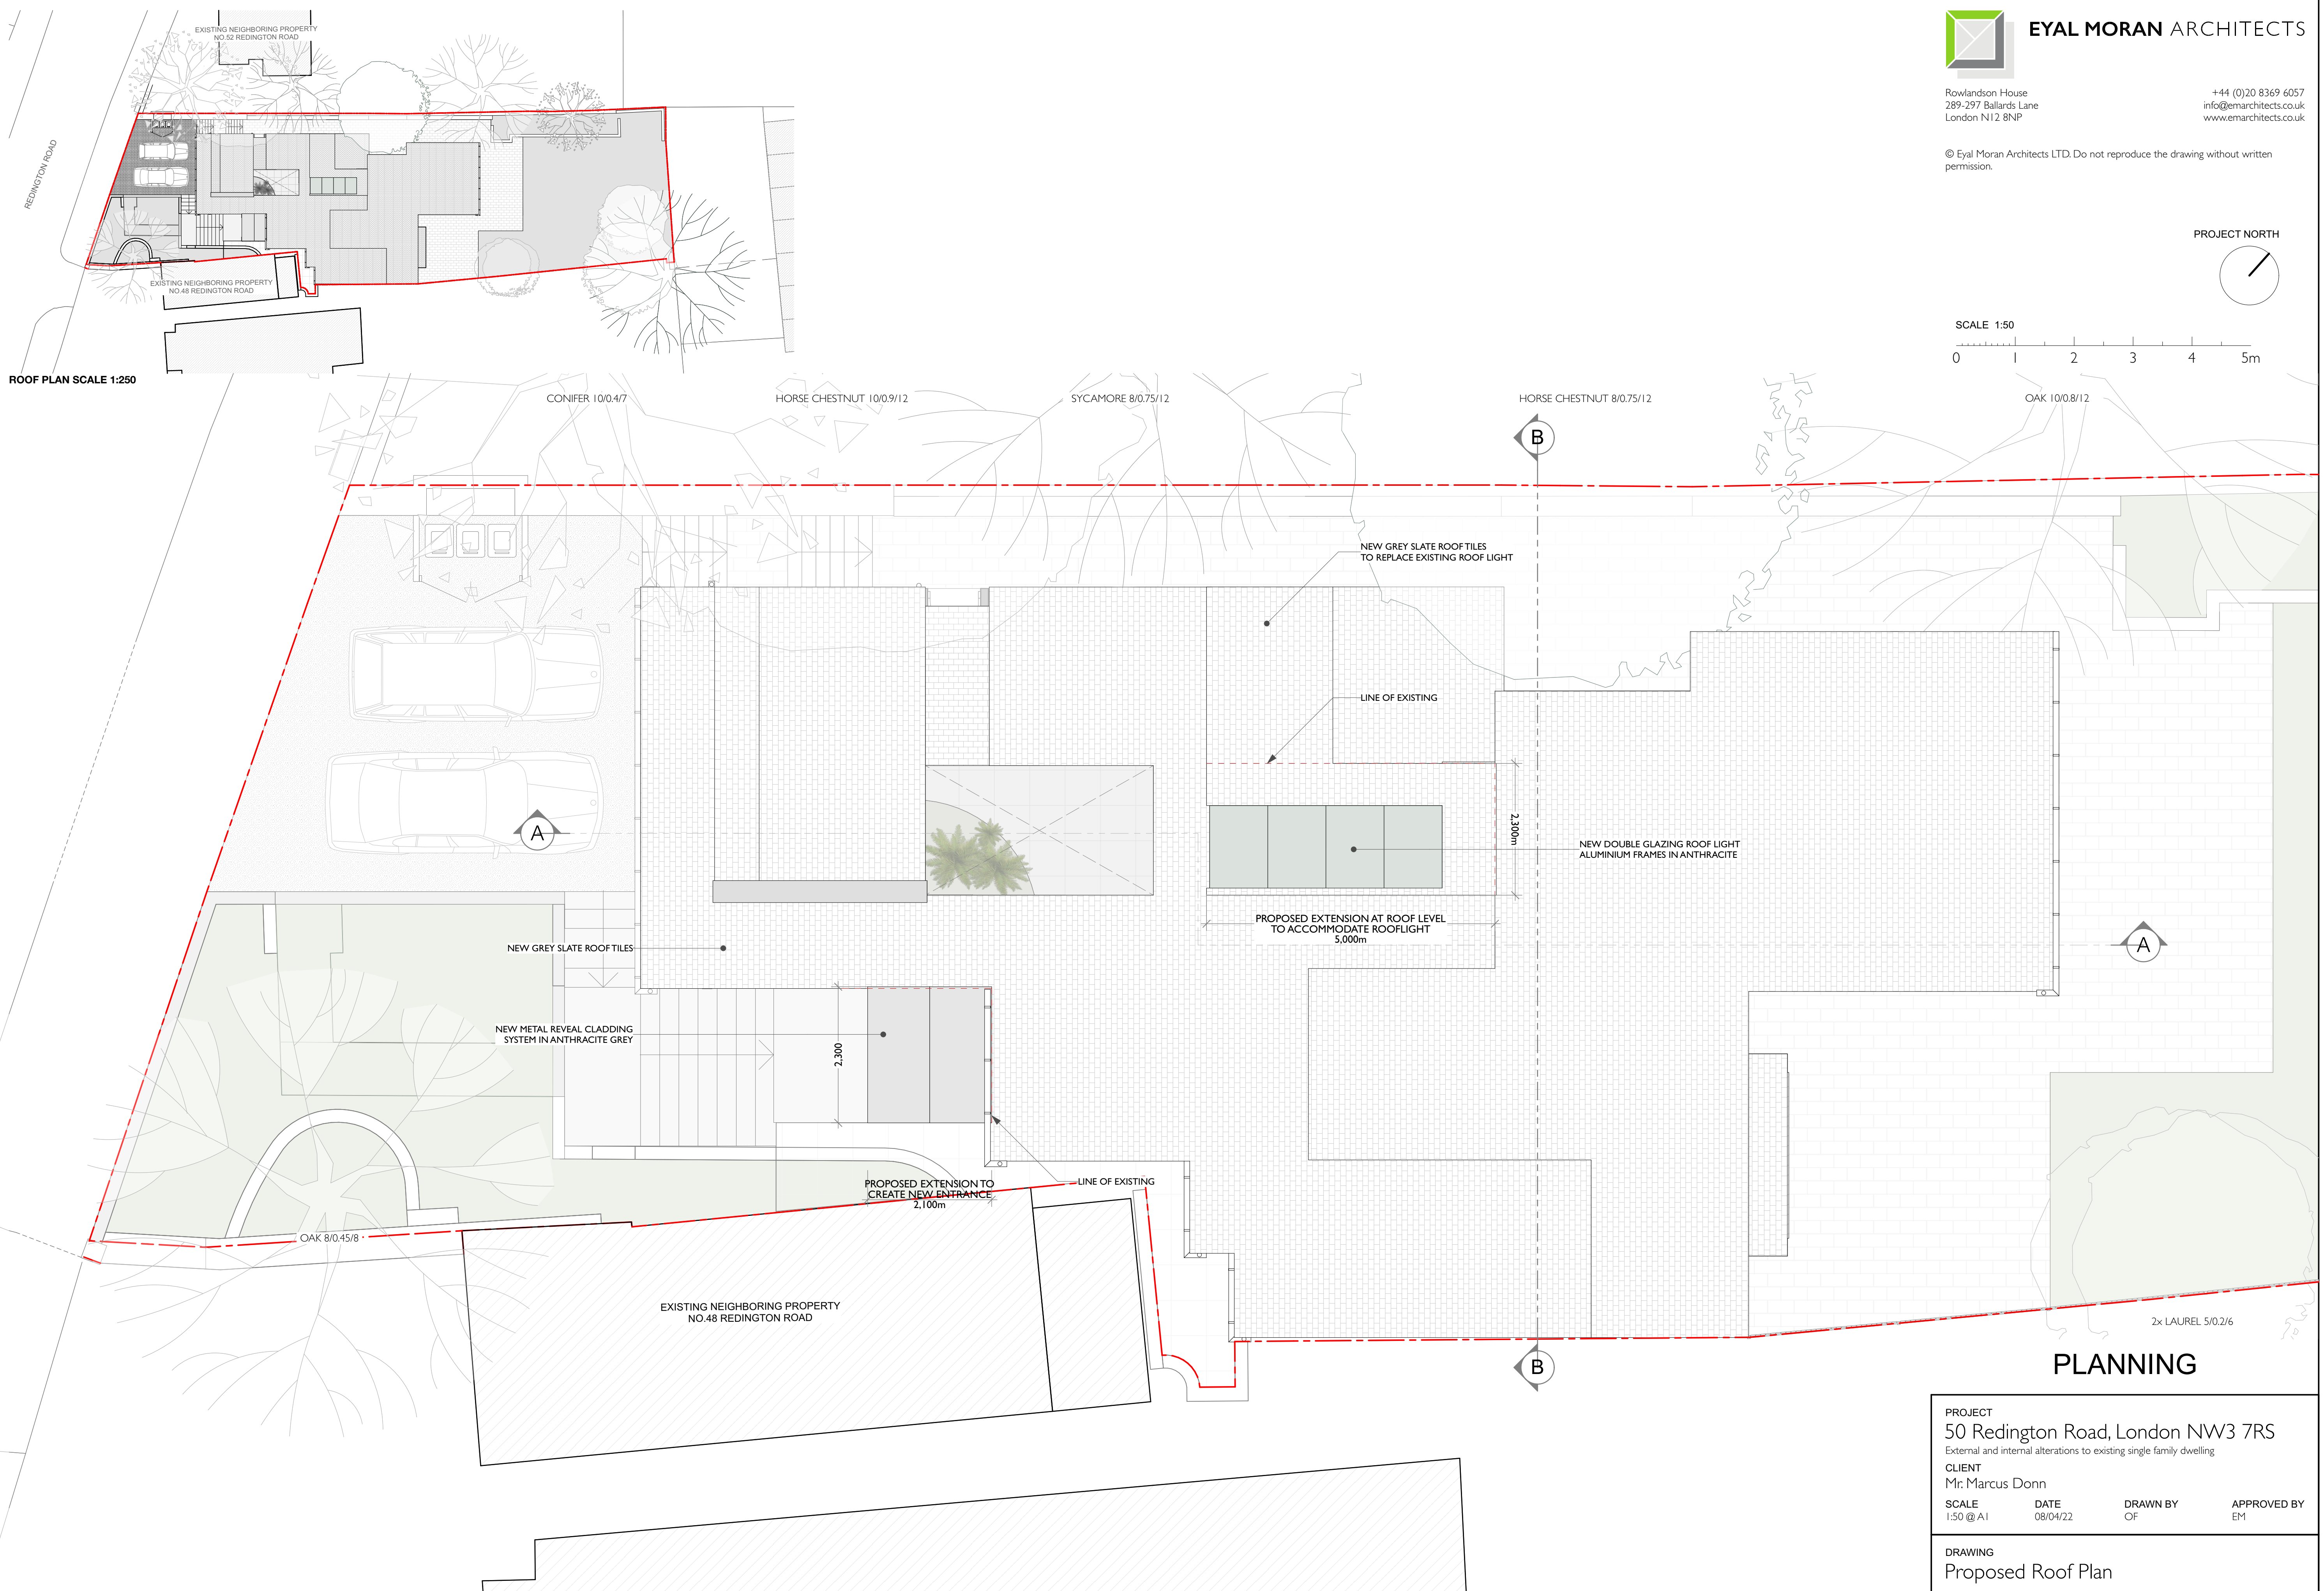 EXISTING NEIGHBORING PROPERTY
NO.52 REDINGTON ROAD
REDINGTON ROAD
EXISTING NEIGHBORING PROPERTY
NO.48 REDINGTON ROAD
ROOF PLAN SCALE 1:250
EYAL MORAN ARCHITECTS
Rowlandson House
289-297 Ballards Lane
London N12 8NP
+44 (0)20 8369 6057
info@emarchitects.co.uk
www.emarchitects.co.uk
© Eyal Moran Architects LTD. Do not reproduce the drawing without written
permission.
PROJECT NORTH
SCALE 1:50
0 1 2 3 4 5m
CONIFER 10/0.4/7
HORSE CHESTNUT 10/0.9/12
SYCAMORE 8/0.75/12
HORSE CHESTNUT 8/0.75/12
OAK 10/0.8/12
B
NEW GREY SLATE ROOF TILES
TO REPLACE EXISTING ROOF LIGHT
LINE OF EXISTING
A
2,300m
NEW DOUBLE GLAZING ROOF LIGHT
ALUMINIUM FRAMES IN ANTHRACITE
PROPOSED EXTENSION AT ROOF LEVEL
TO ACCOMMODATE ROOFLIGHT
5,000m
A
NEW GREY SLATE ROOF TILES
NEW METAL REVEAL CLADDING
SYSTEM IN ANTHRACITE GREY
2,300
PROPOSED EXTENSION TO
CREATE NEW ENTRANCE
2,100m
LINE OF EXISTING
OAK 8/0.45/8
EXISTING NEIGHBORING PROPERTY
NO.48 REDINGTON ROAD
B
2x LAUREL 5/0.2/6
PLANNING
PROJECT
50 Redington Road, London NW3 7RS
External and internal alterations to existing single family dwelling
CLIENT
Mr. Marcus Donn
SCALE DATE DRAWN BY APPROVED BY
1:50 @ A1 08/04/22 OF EM
DRAWING
Proposed Roof Plan